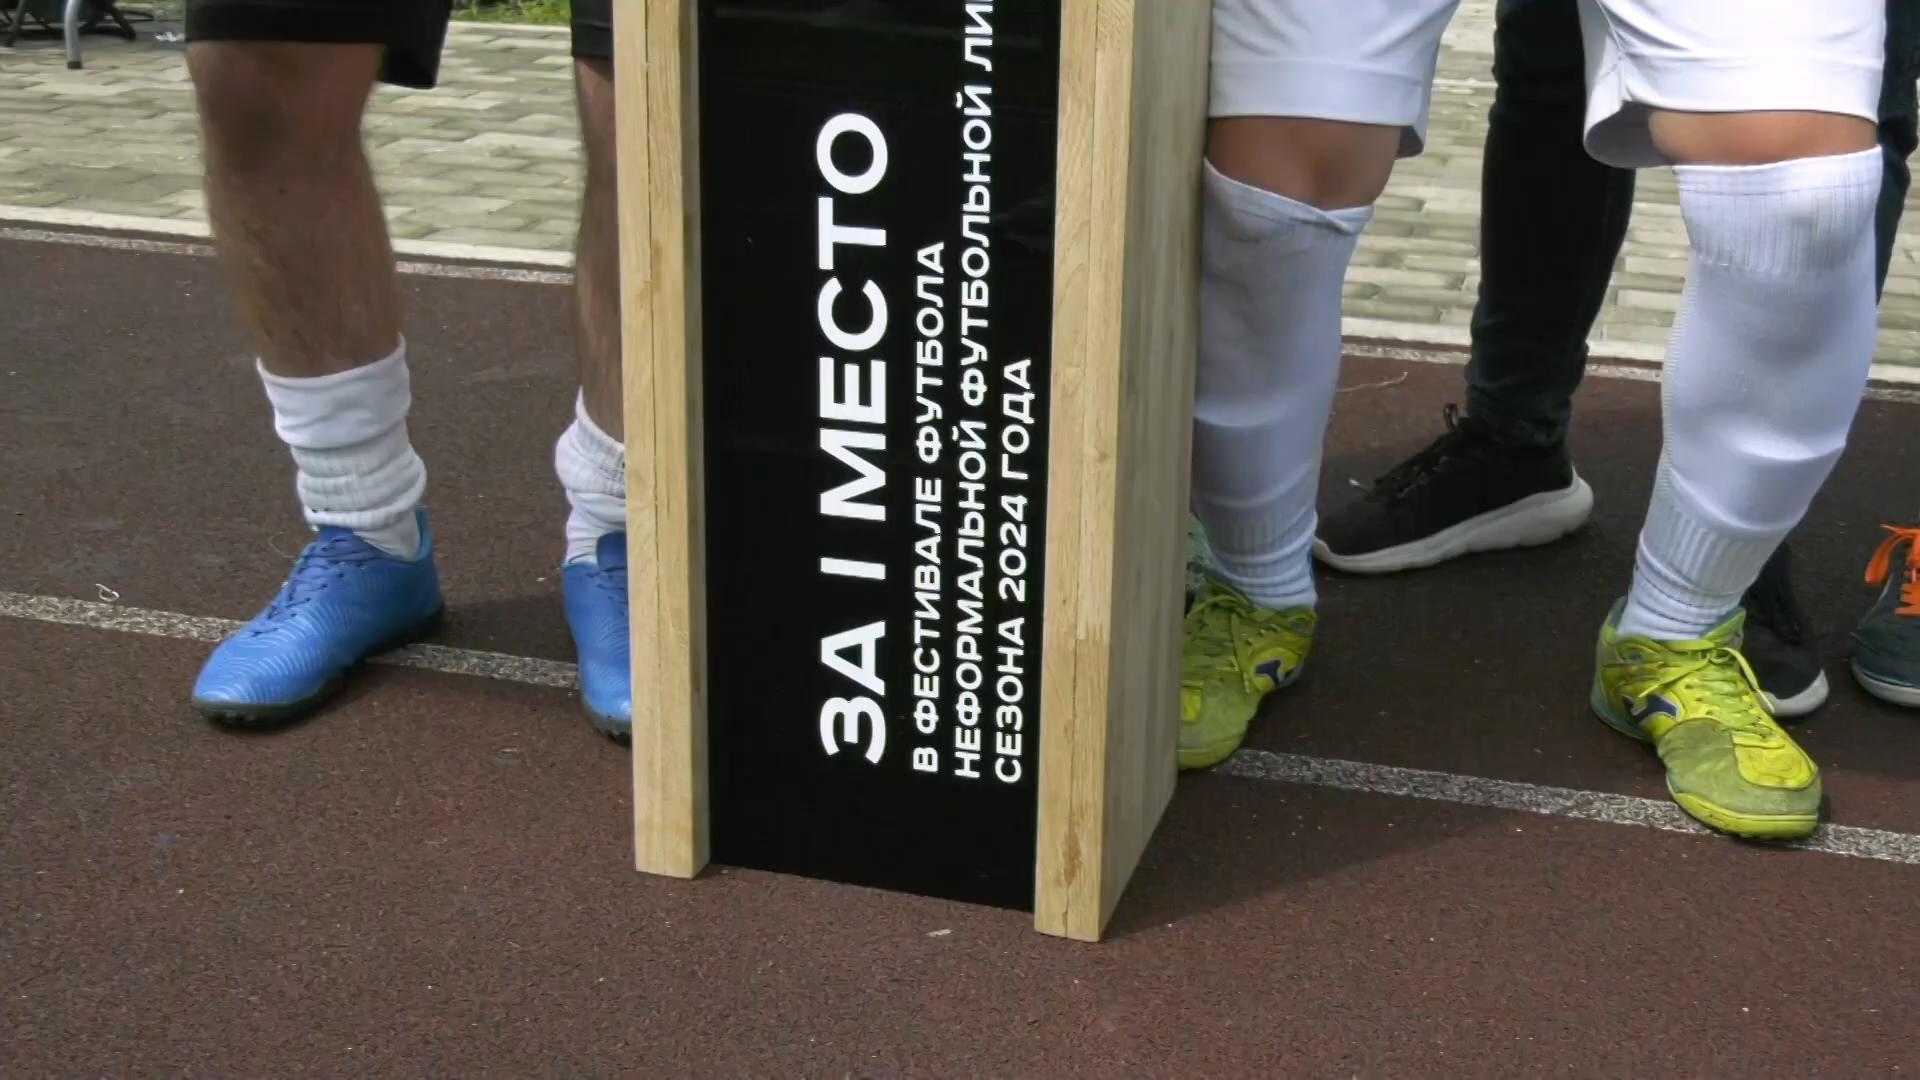 ЗА I МЕСТО
В ФЕСТИВАЛЕ ФУТБОЛА
НЕФОРМАЛЬНОЙ ФУТБОЛЬНОЙ
СЕЗОНА 2024 ГОДА